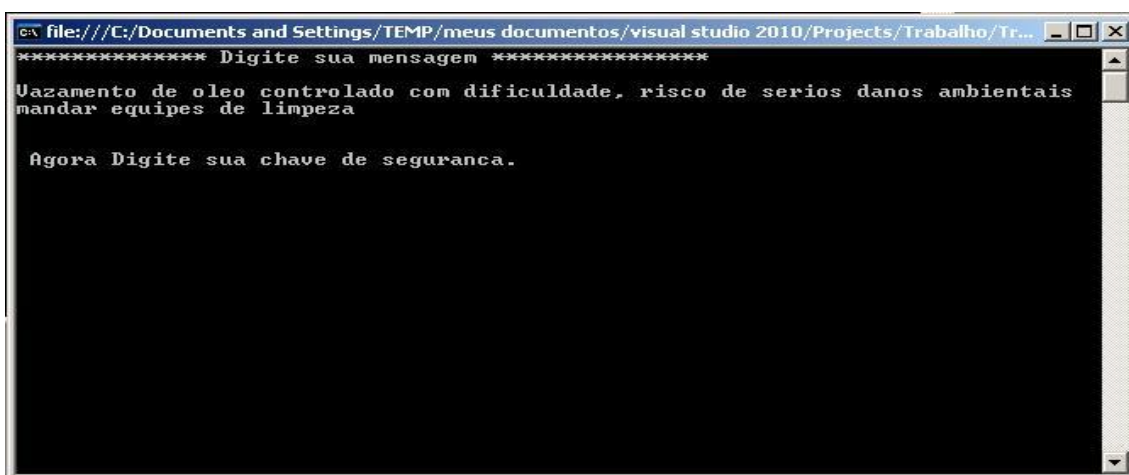 file:///C:/Documents and Settings/TEMP/meus documentos/visual studio 2010/Projects/Trabalho/Tr...
************** Digite sua mensagem ****************
Vazamento de oleo controlado com dificuldade, risco de serios danos ambientais
mandar equipes de limpeza
Agora Digite sua chave de seguranca.